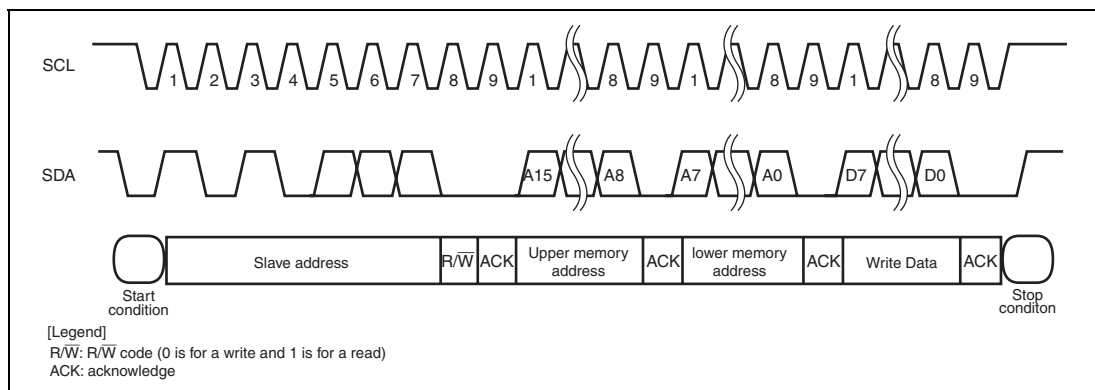 SCL
1 2 3 4 5 6 7 8 9 1 8 9 1 8 9 1 8 9
SDA
A15 A8 A7 A0 D7 D0
Slave address R/W̅ ACK Upper memory address ACK lower memory address ACK Write Data ACK
Start condition
Stop conditon
[Legend]
R/W̅: R/W̅ code (0 is for a write and 1 is for a read)
ACK: acknowledge